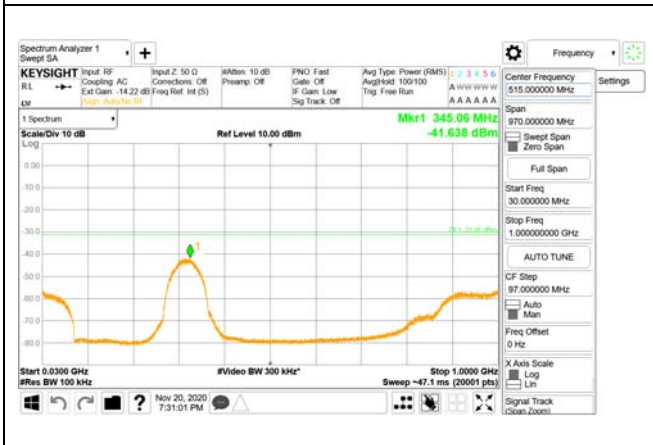 Spectrum Analyzer 1
Swept SA
+
Frequency
KEYSIGHT
RL
Input: RF
Coupling: AC
Ext Gain: -14.22 dB
Align: Auto/No RF
Input Z: 50 Ω
Corrections: Off
Freq Ref: Int (S)
#Atten: 10 dB
Preamp: Off
PNO: Fast
Gate: Off
IF Gain: Low
Sig Track: Off
Avg Type: Power (RMS)
Avg|Hold: 100/100
Trig: Free Run
1 2 3 4 5 6
A W W W W W
A A A A A A
1 Spectrum
Scale/Div 10 dB
Log
Ref Level 10.00 dBm
Mkr1 345.06 MHz
-41.638 dBm
0.00
-10.0
-20.0
-30.0
-40.0
-50.0
-60.0
-70.0
-80.0
1
Start 0.0300 GHz
#Res BW 100 kHz
#Video BW 300 kHz*
Stop 1.0000 GHz
Sweep ~47.1 ms (20001 pts)
Center Frequency
515.000000 MHz
Settings
Span
970.000000 MHz
Swept Span
Zero Span
Full Span
Start Freq
30.000000 MHz
Stop Freq
1.000000000 GHz
AUTO TUNE
CF Step
97.000000 MHz
Auto
Man
Freq Offset
0 Hz
X Axis Scale
Log
Lin
Signal Track
(Span Zoom)
?
Nov 20, 2020
7:31:01 PM